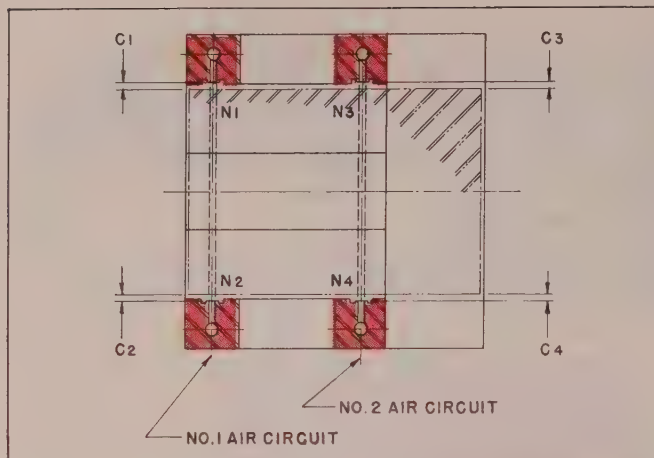 C1
C3
N1
N3
N2
N4
C2
C4
NO. 2 AIR CIRCUIT
NO. 1 AIR CIRCUIT